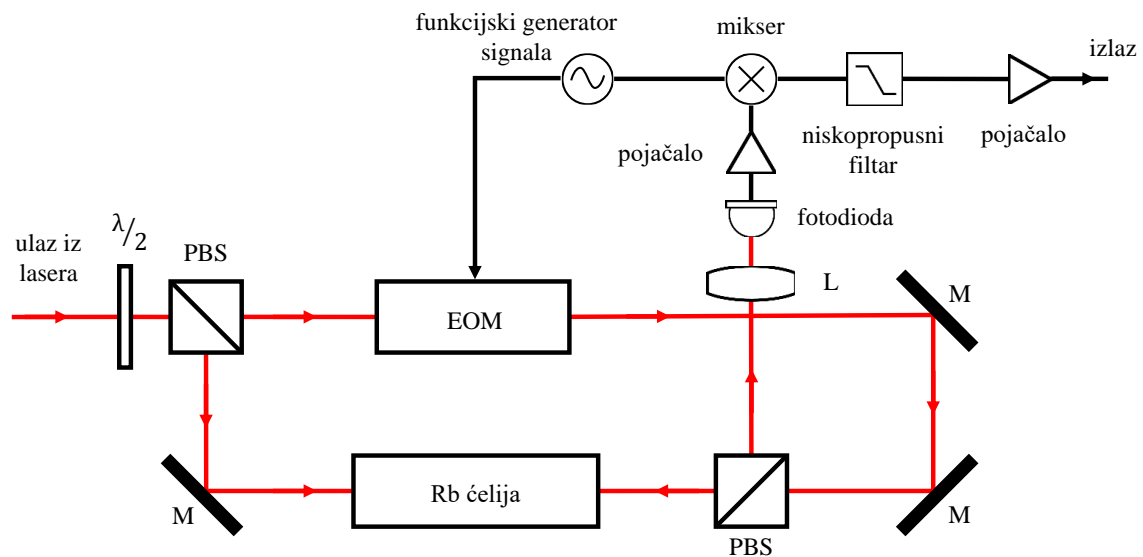 funkcijski generator
signala
mikser
izlaz
pojačalo
niskopropusni
filtar
pojačalo
fotodioda
ulaz iz
lasera
λ/2
PBS
EOM
L
M
M
Rb ćelija
PBS
M